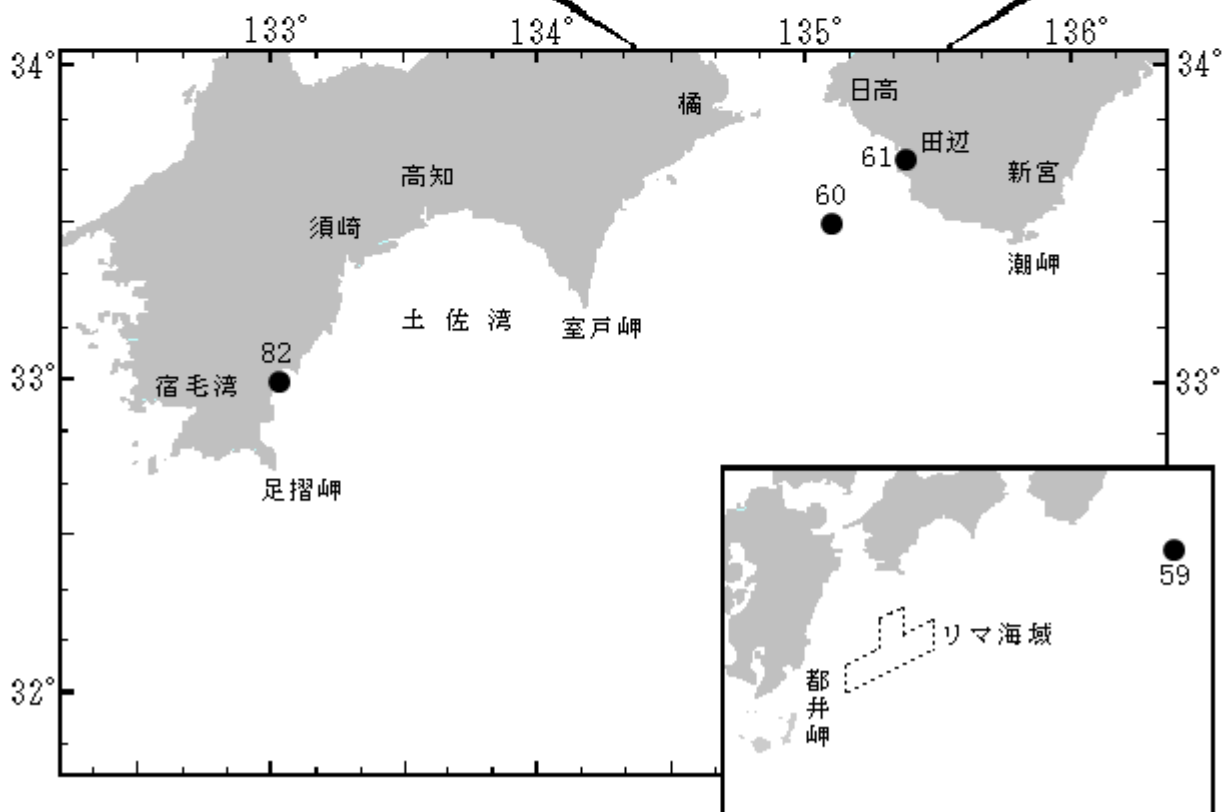 133° 134° 135° 136°
34° 34°
日高
橘
田辺
61
高知
新宮
60
須崎
潮岬
土佐湾
室戸岬
82
33° 33°
宿毛湾
足摺岬
59
リマ海域
32°
都井岬